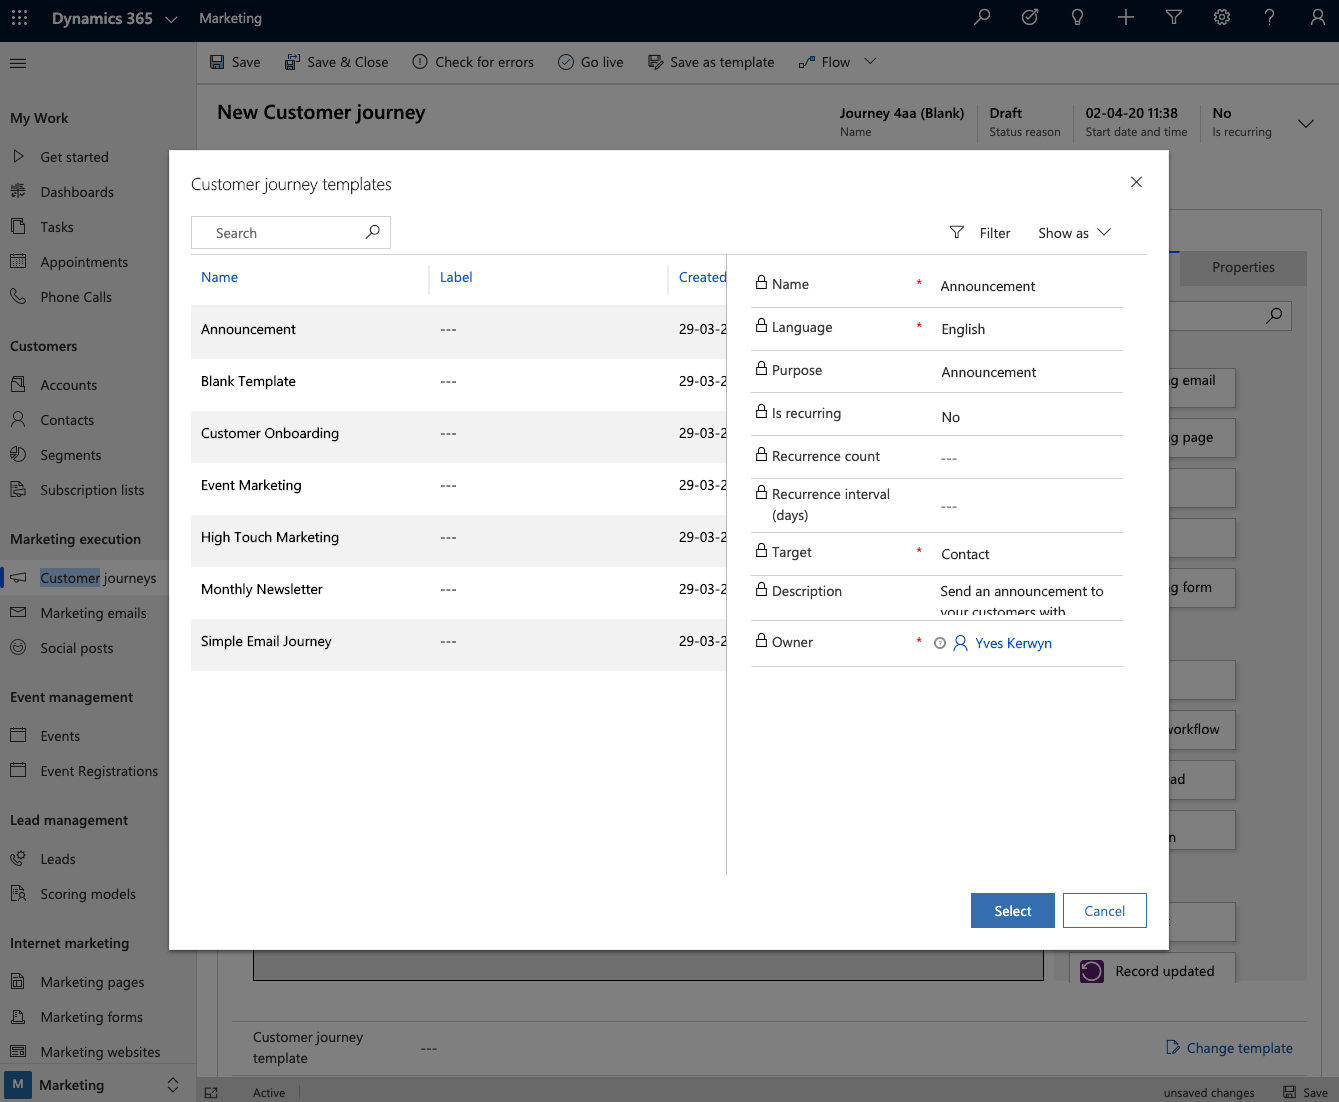 Dynamics 365
Marketing
Save
Save & Close
Check for errors
Go live
Save as template
Flow
New Customer journey
Journey 4aa (Blank)
Name
Draft
Status reason
02-04-20 11:38
Start date and time
No
Is recurring
My Work
Get started
Dashboards
Tasks
Appointments
Phone Calls
Customers
Accounts
Contacts
Segments
Subscription lists
Marketing execution
Customer journeys
Marketing emails
Social posts
Event management
Events
Event Registrations
Lead management
Leads
Scoring models
Internet marketing
Marketing pages
Marketing forms
Marketing websites
M Marketing
Customer journey templates
Search
Filter
Show as
Name Label Created
Announcement --- 29-03-2
Blank Template --- 29-03-2
Customer Onboarding --- 29-03-2
Event Marketing --- 29-03-2
High Touch Marketing --- 29-03-2
Monthly Newsletter --- 29-03-2
Simple Email Journey --- 29-03-2
Name * Announcement
Language * English
Purpose Announcement
Is recurring No
Recurrence count ---
Recurrence interval
(days) ---
Target * Contact
Description Send an announcement to
your customers with
Owner * Yves Kerwyn
Select
Cancel
Properties
g email
g page
g form
workflow
ad
n
Record updated
Customer journey
template
---
Change template
Active
unsaved changes
Save